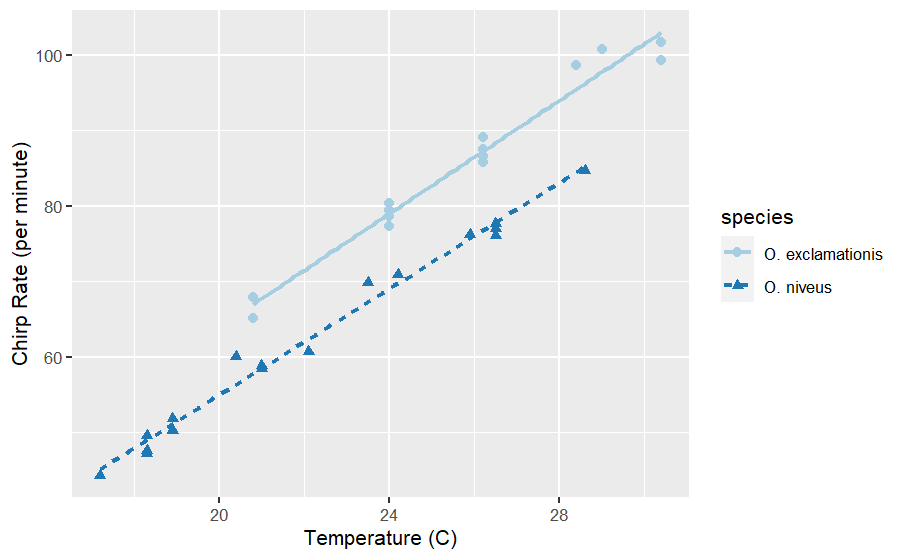 100
80
60
20 24 28
Temperature (C)
Chirp Rate (per minute)
species
O. exclamationis
O. niveus